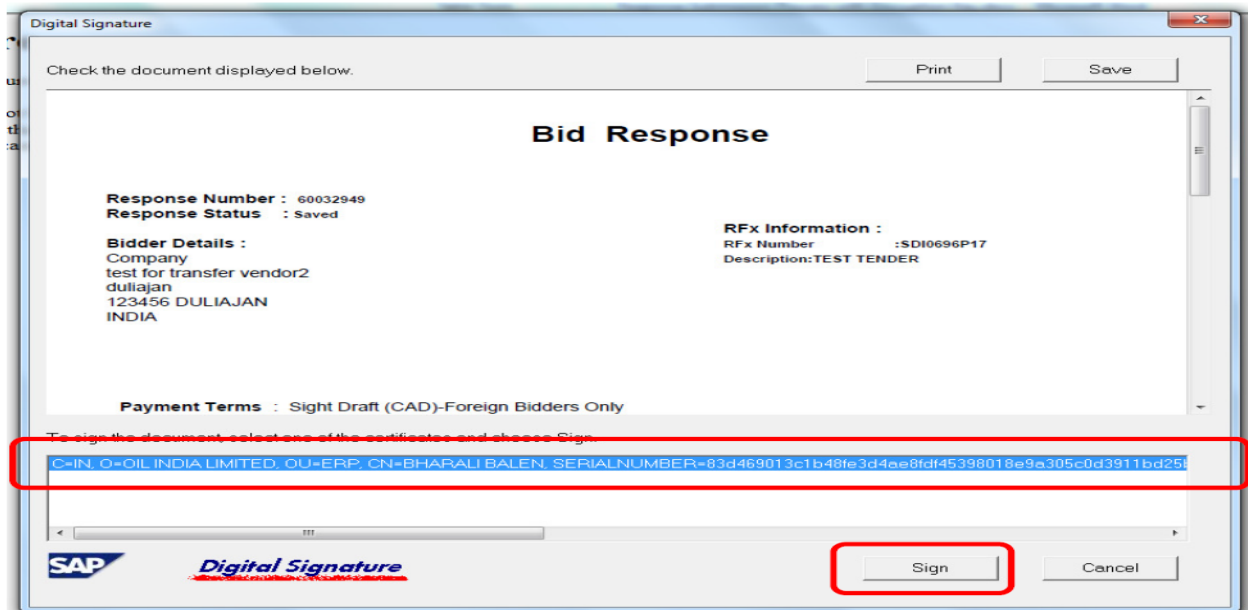 Digital Signature
Check the document displayed below.
Print
Save
Bid Response
Response Number : 60032949
Response Status : Saved
RFx Information :
RFx Number :SDI0696P17
Description:TEST TENDER
Bidder Details :
Company
test for transfer vendor2
duliajan
123456 DULIAJAN
INDIA
Payment Terms : Sight Draft (CAD)-Foreign Bidders Only
To sign the document, select one of the certificates and choose Sign
C=IN, O=OIL INDIA LIMITED, OU=ERP, CN=BHARALI BALEN, SERIALNUMBER=83d469013c1b48fe3d4ae8fdf45398018e9a305c0d3911bd25
SAP
Digital Signature
Sign
Cancel